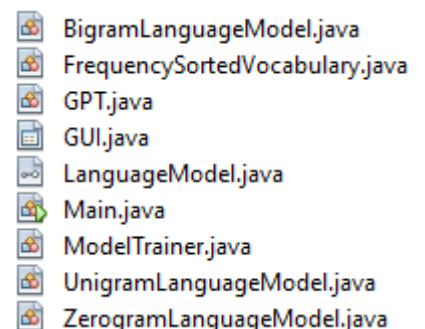 BigramLanguageModel.java
FrequencySortedVocabulary.java
GPT.java
GUI.java
LanguageModel.java
Main.java
ModelTrainer.java
UnigramLanguageModel.java
ZerogramLanguageModel.java